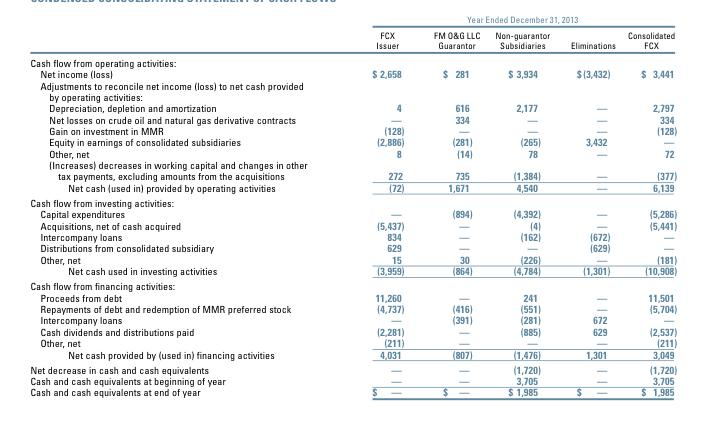 CONDENSED CONSOLIDATING STATEMENT OF CASH FLOWS
Year Ended December 31, 2013
FCX FM O&G LLC Non-guarantor Consolidated
Issuer Guarantor Subsidiaries Eliminations FCX
Cash flow from operating activities:
Net income (loss) $ 2,658 $ 281 $ 3,934 $ (3,432) $ 3,441
Adjustments to reconcile net income (loss) to net cash provided
by operating activities:
Depreciation, depletion and amortization 4 616 2,177 — 2,797
Net losses on crude oil and natural gas derivative contracts — 334 — — 334
Gain on investment in MMR (128) — — — (128)
Equity in earnings of consolidated subsidiaries (2,886) (281) (265) 3,432 —
Other, net 8 (14) 78 — 72
(Increases) decreases in working capital and changes in other
tax payments, excluding amounts from the acquisitions 272 735 (1,384) — (377)
Net cash (used in) provided by operating activities (72) 1,671 4,540 — 6,139
Cash flow from investing activities:
Capital expenditures — (894) (4,392) — (5,286)
Acquisitions, net of cash acquired (5,437) — (4) — (5,441)
Intercompany loans 834 — (162) (672) —
Distributions from consolidated subsidiary 629 — — (629) —
Other, net 15 30 (226) — (181)
Net cash used in investing activities (3,959) (864) (4,784) (1,301) (10,908)
Cash flow from financing activities:
Proceeds from debt 11,260 — 241 — 11,501
Repayments of debt and redemption of MMR preferred stock (4,737) (416) (551) — (5,704)
Intercompany loans — (391) (281) 672 —
Cash dividends and distributions paid (2,281) — (885) 629 (2,537)
Other, net (211) — — — (211)
Net cash provided by (used in) financing activities 4,031 (807) (1,476) 1,301 3,049
Net decrease in cash and cash equivalents — — (1,720) — (1,720)
Cash and cash equivalents at beginning of year — — 3,705 — 3,705
Cash and cash equivalents at end of year $ — $ — $ 1,985 $ — $ 1,985